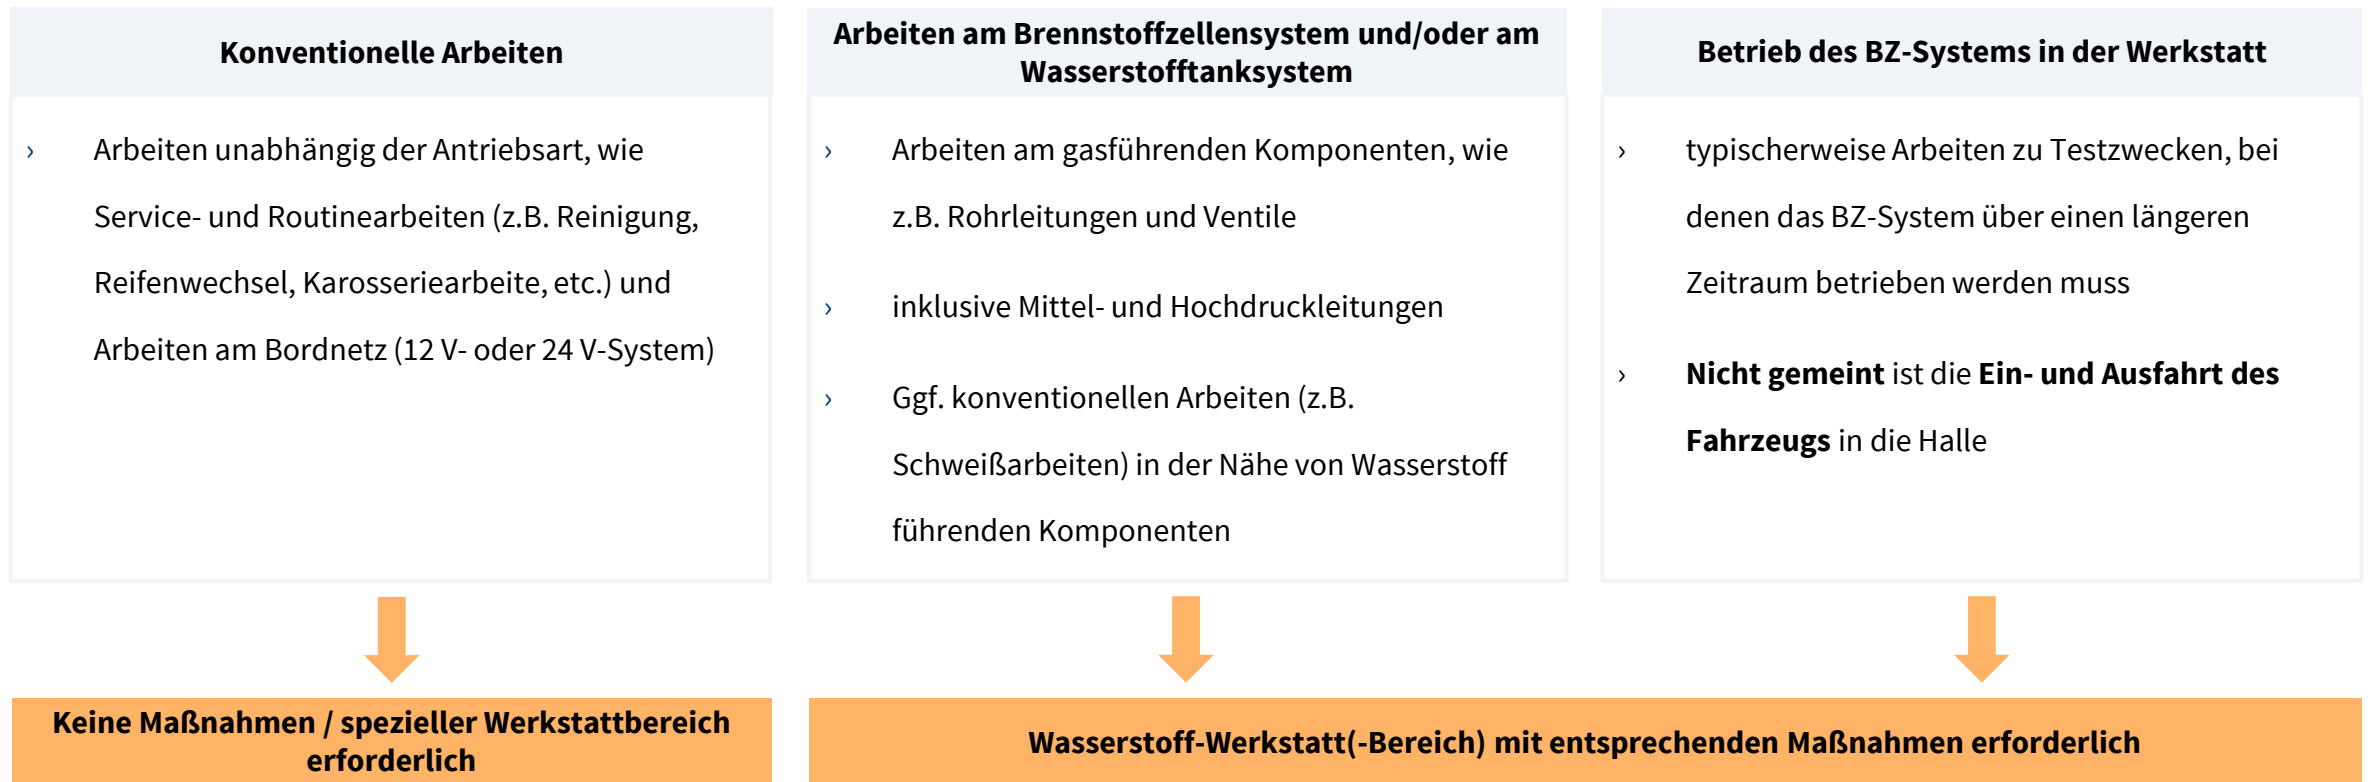 Konventionelle Arbeiten
› Arbeiten unabhängig der Antriebsart, wie
Service- und Routinearbeiten (z.B. Reinigung,
Reifenwechsel, Karosseriearbeite, etc.) und
Arbeiten am Bordnetz (12 V- oder 24 V-System)
Keine Maßnahmen / spezieller Werkstattbereich
erforderlich
Arbeiten am Brennstoffzellensystem und/oder am
Wasserstofftanksystem
› Arbeiten am gasführenden Komponenten, wie
z.B. Rohrleitungen und Ventile
› inklusive Mittel- und Hochdruckleitungen
› Ggf. konventionellen Arbeiten (z.B.
Schweißarbeiten) in der Nähe von Wasserstoff
führenden Komponenten
Betrieb des BZ-Systems in der Werkstatt
› typischerweise Arbeiten zu Testzwecken, bei
denen das BZ-System über einen längeren
Zeitraum betrieben werden muss
› Nicht gemeint ist die Ein- und Ausfahrt des
Fahrzeugs in die Halle
Wasserstoff-Werkstatt(-Bereich) mit entsprechenden Maßnahmen erforderlich